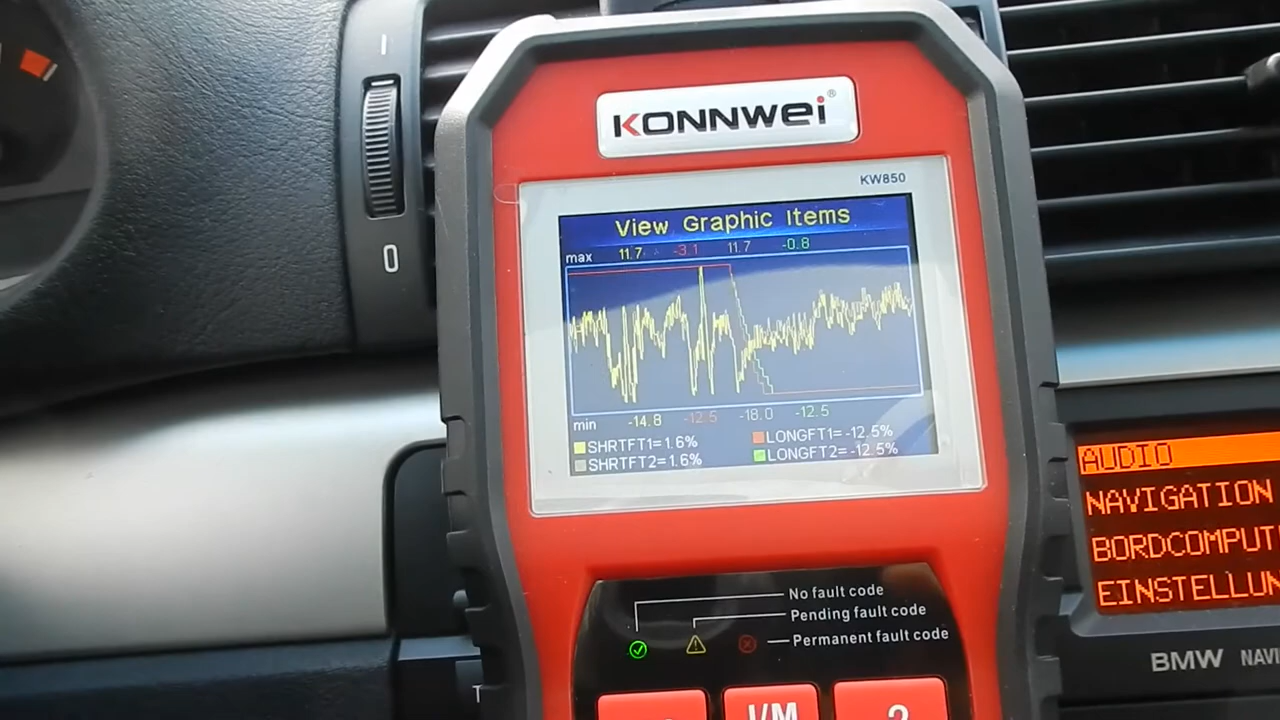 KONNWEI®
KW850
View Graphic Items
max 11.7 -3.1 11.7 -0.8
min -14.8 -12.5 -18.0 -12.5
SHRTFT1= 1.6% LONGFT1= -12.5%
SHRTFT2= 1.6% LONGFT2= -12.5%
No fault code
Pending fault code
Permanent fault code
I/M
?
I
0
AUDIO
NAVIGATION
BORDCOMPUT
EINSTELLUN
BMW NAVI
T